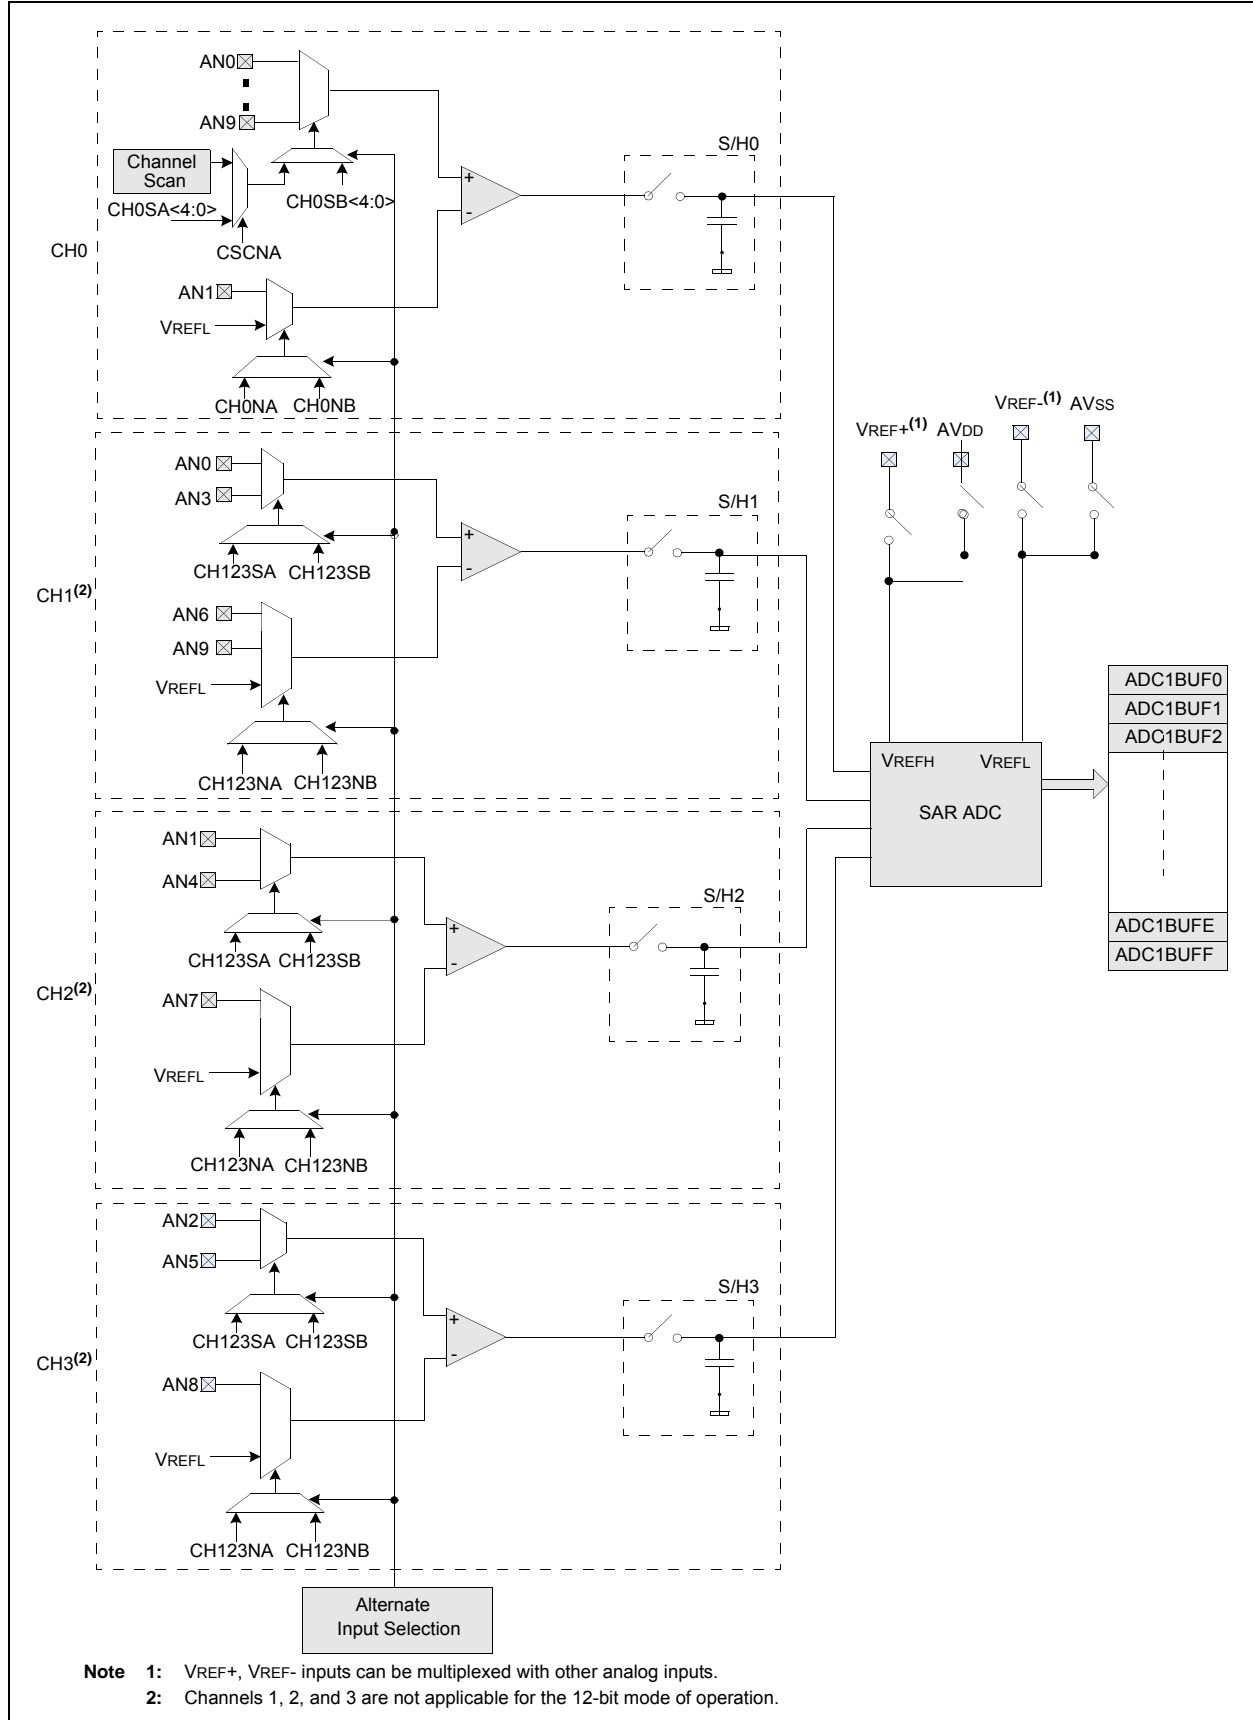 AN0
AN9
Channel
Scan
CH0SA<4:0>
CH0SB<4:0>
CSCNA
CH0
+
-
S/H0
AN1
VREFL
CH0NA CH0NB
AN0
AN3
CH123SA CH123SB
CH1(2)
+
-
S/H1
AN6
AN9
VREFL
CH123NA CH123NB
AN1
AN4
CH123SA CH123SB
CH2(2)
+
-
S/H2
AN7
VREFL
CH123NA CH123NB
AN2
AN5
CH123SA CH123SB
CH3(2)
+
-
S/H3
AN8
VREFL
CH123NA CH123NB
Alternate
Input Selection
VREF+(1) AVDD
VREF-(1) AVSS
VREFH VREFL
SAR ADC
ADC1BUF0
ADC1BUF1
ADC1BUF2
ADC1BUFE
ADC1BUFF
Note 1: VREF+, VREF- inputs can be multiplexed with other analog inputs.
2: Channels 1, 2, and 3 are not applicable for the 12-bit mode of operation.